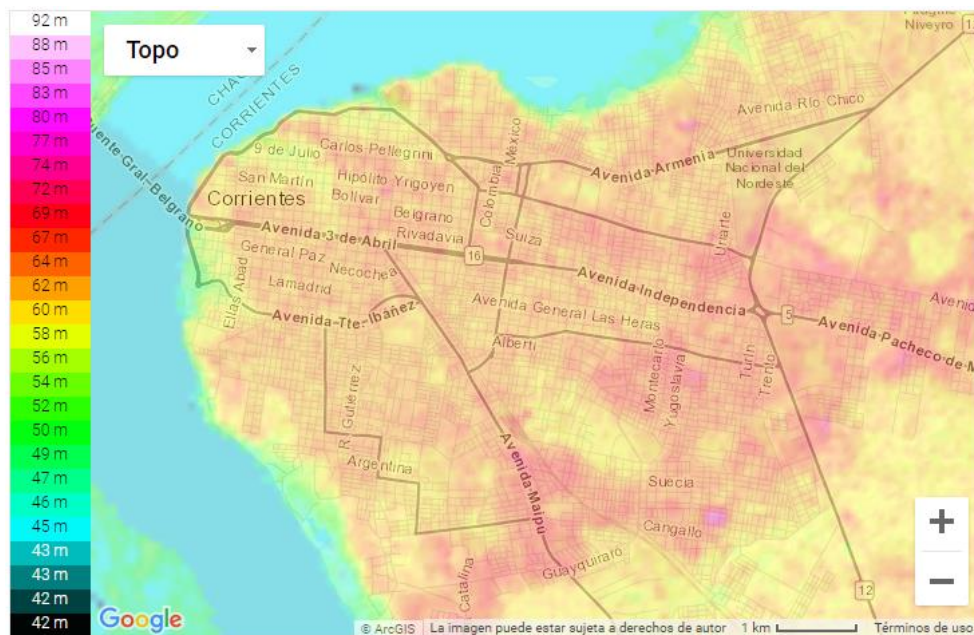 92 m
88 m
85 m
83 m
80 m
77 m
74 m
72 m
69 m
67 m
64 m
62 m
60 m
58 m
56 m
54 m
52 m
50 m
49 m
47 m
46 m
45 m
43 m
43 m
42 m
42 m
Topo
Niveyro
CHACO
CORRIENTES
Puente Gral-Belgrano
Avenida Río Chico
México
9 de Julio
Carlos Pellegrini
Avenida-Armenia
Universidad
Nacional del
Nordeste
San Martín
Hipólito Yrigoyen
Colombia
Corrientes
Bolívar
Belgrano
Avenida-3-de-Abril
Rivadavia
Suiza
Uriarte
General Paz
Necochea
16
Avenida-Independencia
Lamadrid
Avenida General Las Heras
5
Avenida-Pacheco-de-M
Avenida-Tte-Ibáñez
Alberti
Montecarlo
Yugoslavia
Turín
Trento
R. Gutiérrez
Argentina
Avenida-Maipú
Suecia
Cangallo
Guayquiraró
Catalina
12
+
−
Google
© ArcGIS
La imagen puede estar sujeta a derechos de autor
1 km
Términos de uso